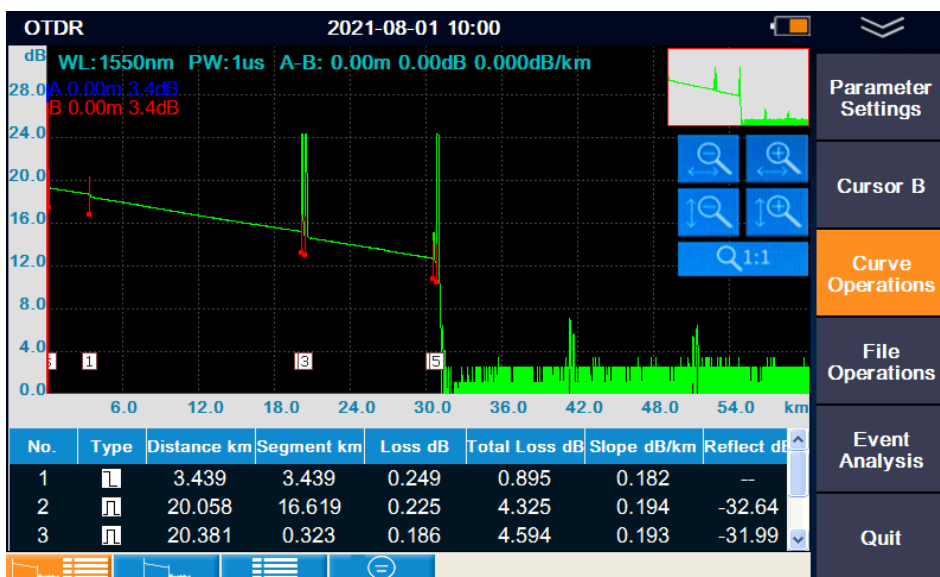 OTDR 2021-08-01 10:00
dB WL:1550nm PW:1us A-B: 0.00m 0.00dB 0.000dB/km
28.0 A 0.00m 3.4dB
B 0.00m 3.4dB
24.0
20.0
16.0
12.0
8.0
4.0
0.0
1:1
1 3 5
6.0 12.0 18.0 24.0 30.0 36.0 42.0 48.0 54.0 km
No. Type Distance km Segment km Loss dB Total Loss dB Slope dB/km Reflect dB
1 3.439 3.439 0.249 0.895 0.182 --
2 20.058 16.619 0.225 4.325 0.194 -32.64
3 20.381 0.323 0.186 4.594 0.193 -31.99
Parameter
Settings
Cursor B
Curve
Operations
File
Operations
Event
Analysis
Quit